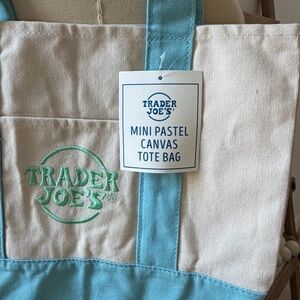 TRADER
JOE'S®
MINI PASTEL
CANVAS
TOTE BAG
TRADER
JOE'S®